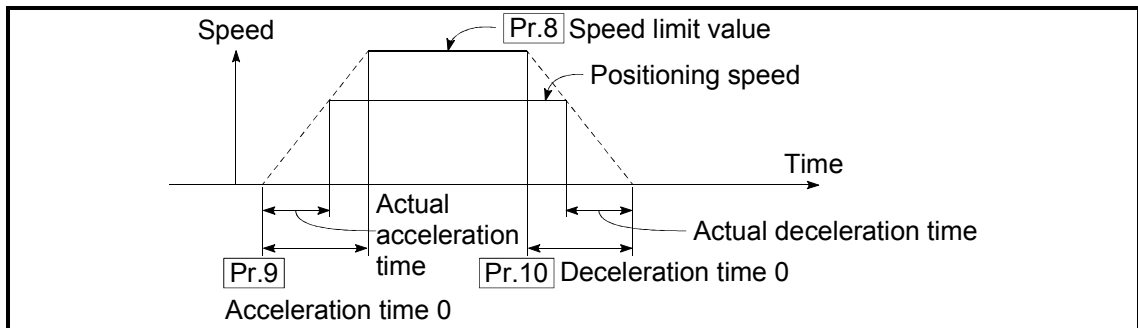 Speed
Pr.8 Speed limit value
Positioning speed
Time
Actual
acceleration
time
Actual deceleration time
Pr.9
Acceleration time 0
Pr.10 Deceleration time 0